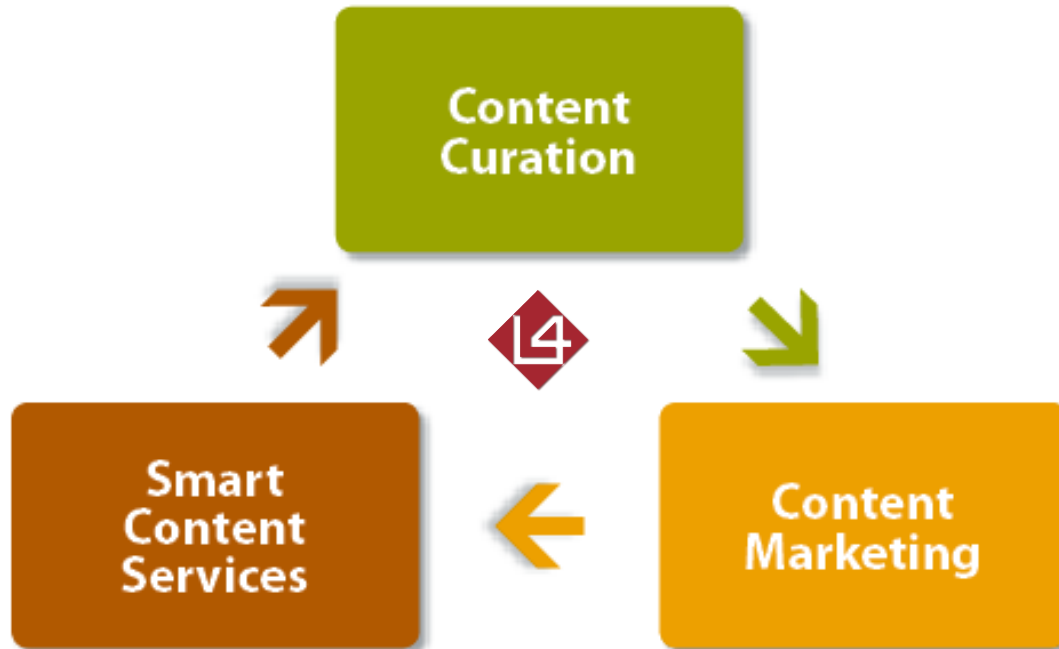 Content
Curation
L4
Smart
Content
Services
Content
Marketing